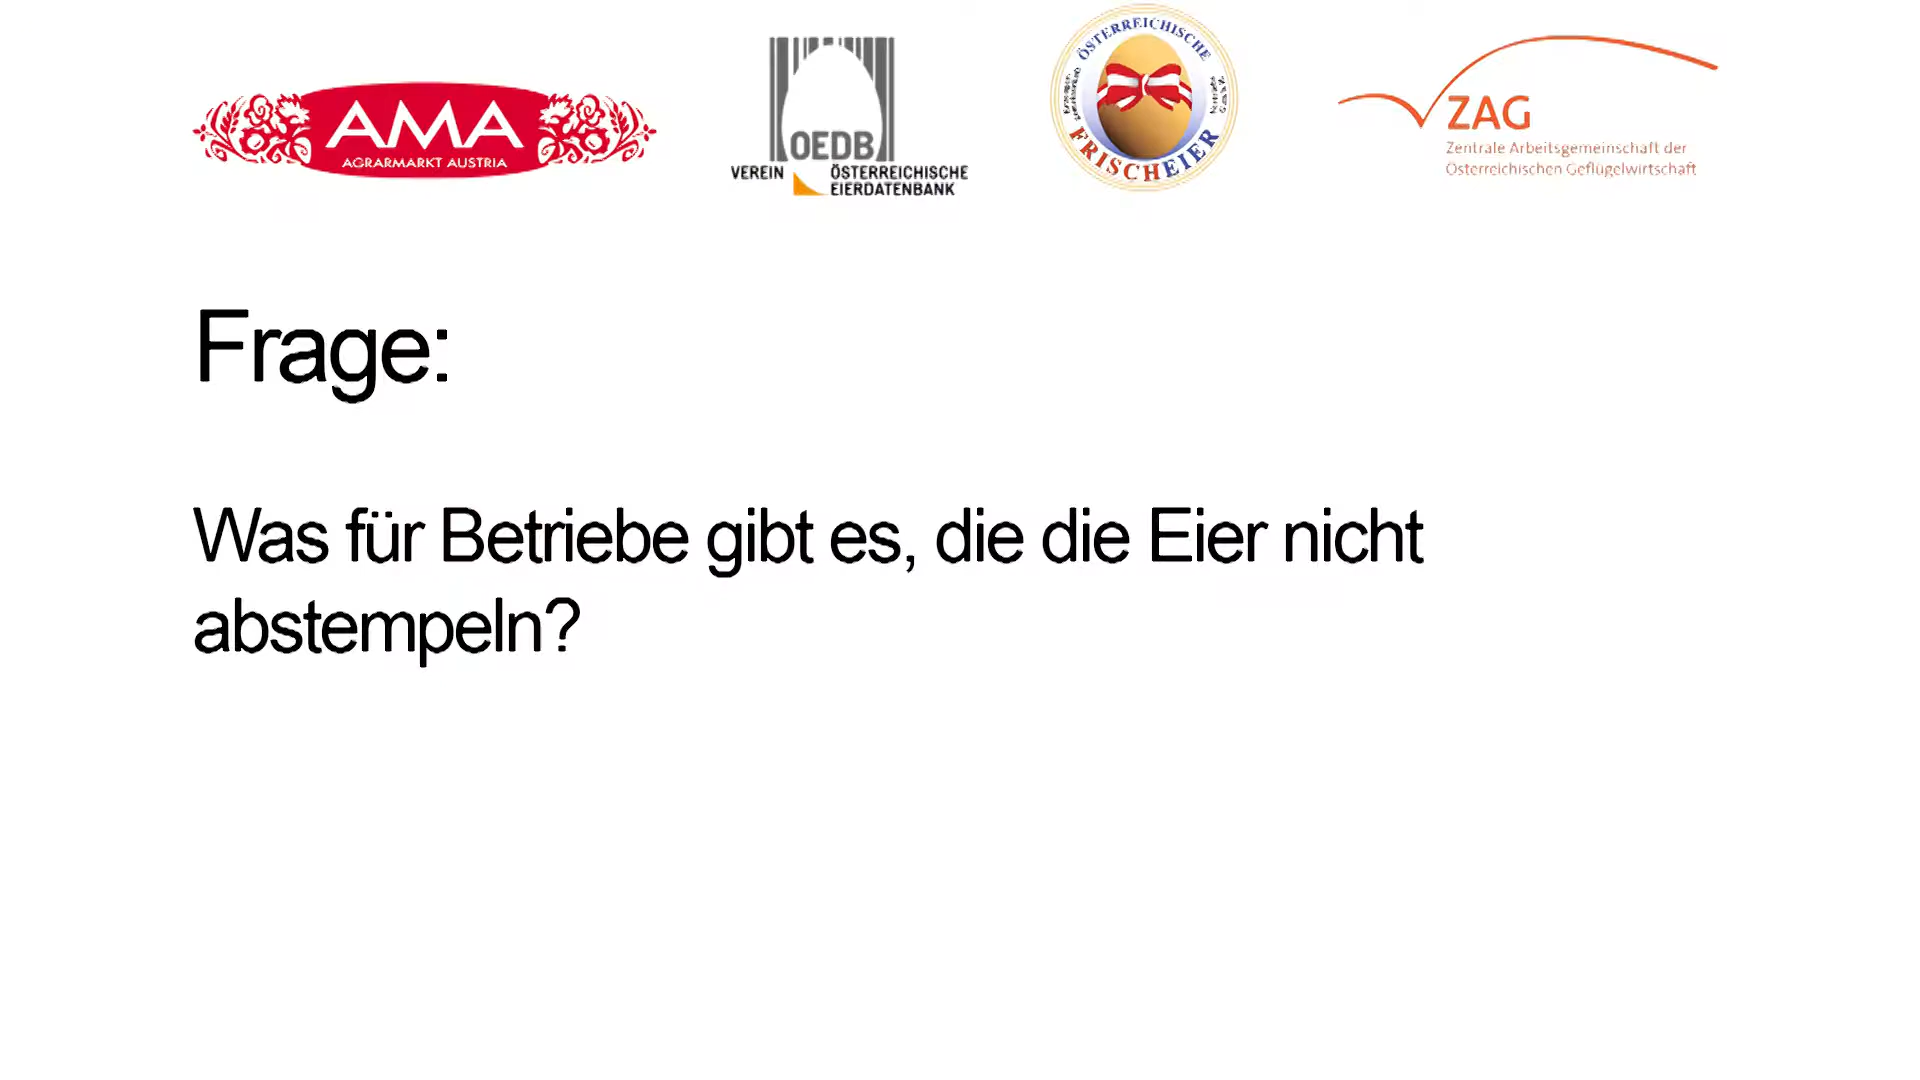 AMA
AGRARMARKT AUSTRIA
OEDB
VEREIN ÖSTERREICHISCHE
EIERDATENBANK
ÖSTERREICHISCHE
FRISCHEIER
ZAG
Zentrale Arbeitsgemeinschaft der
Österreichischen Geflügelwirtschaft
Frage:
Was für Betriebe gibt es, die die Eier nicht
abstempeln?